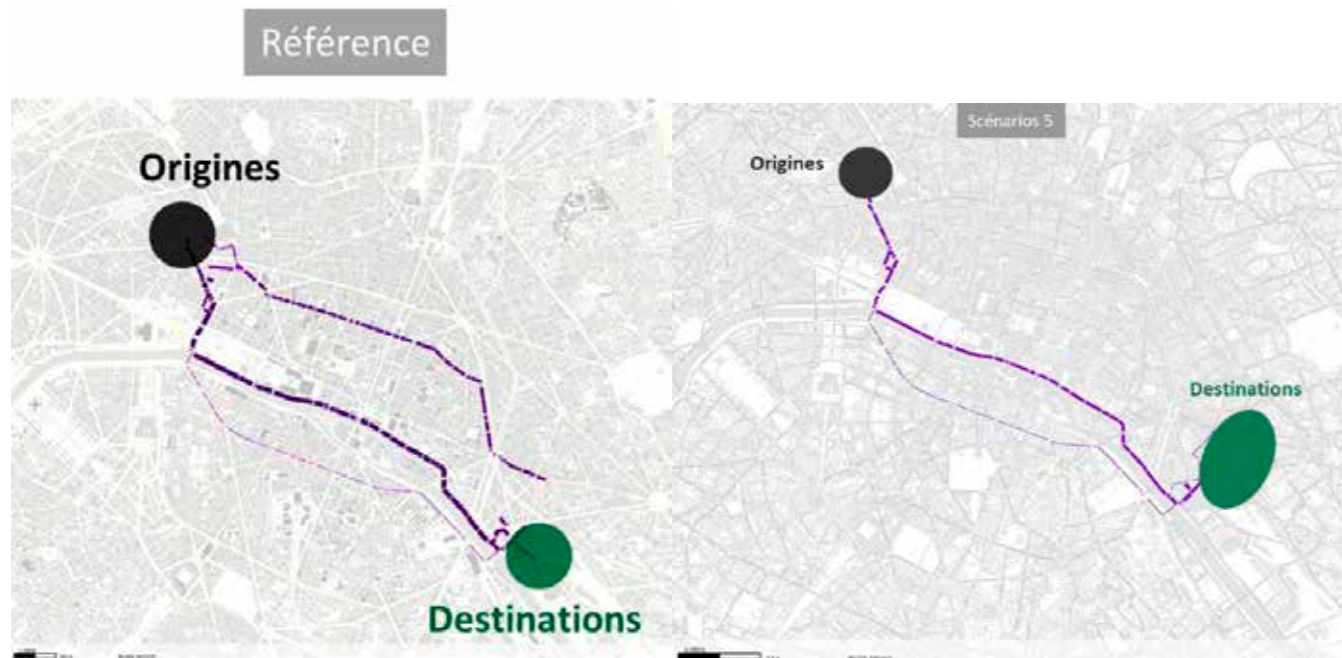 Référence
Origines
Destinations
Scénarios 5
Origines
Destinations